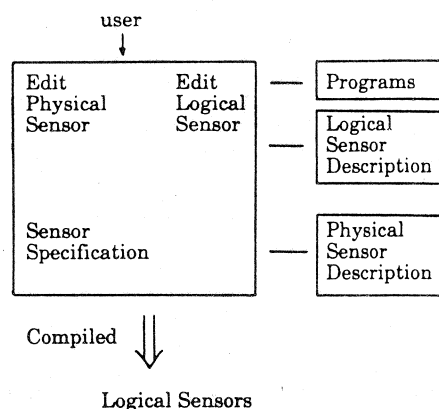 user
Edit Edit Programs
Physical Logical
Sensor Sensor
Logical
Sensor
Description
Sensor
Specification
Physical
Sensor
Description
Compiled
Logical Sensors